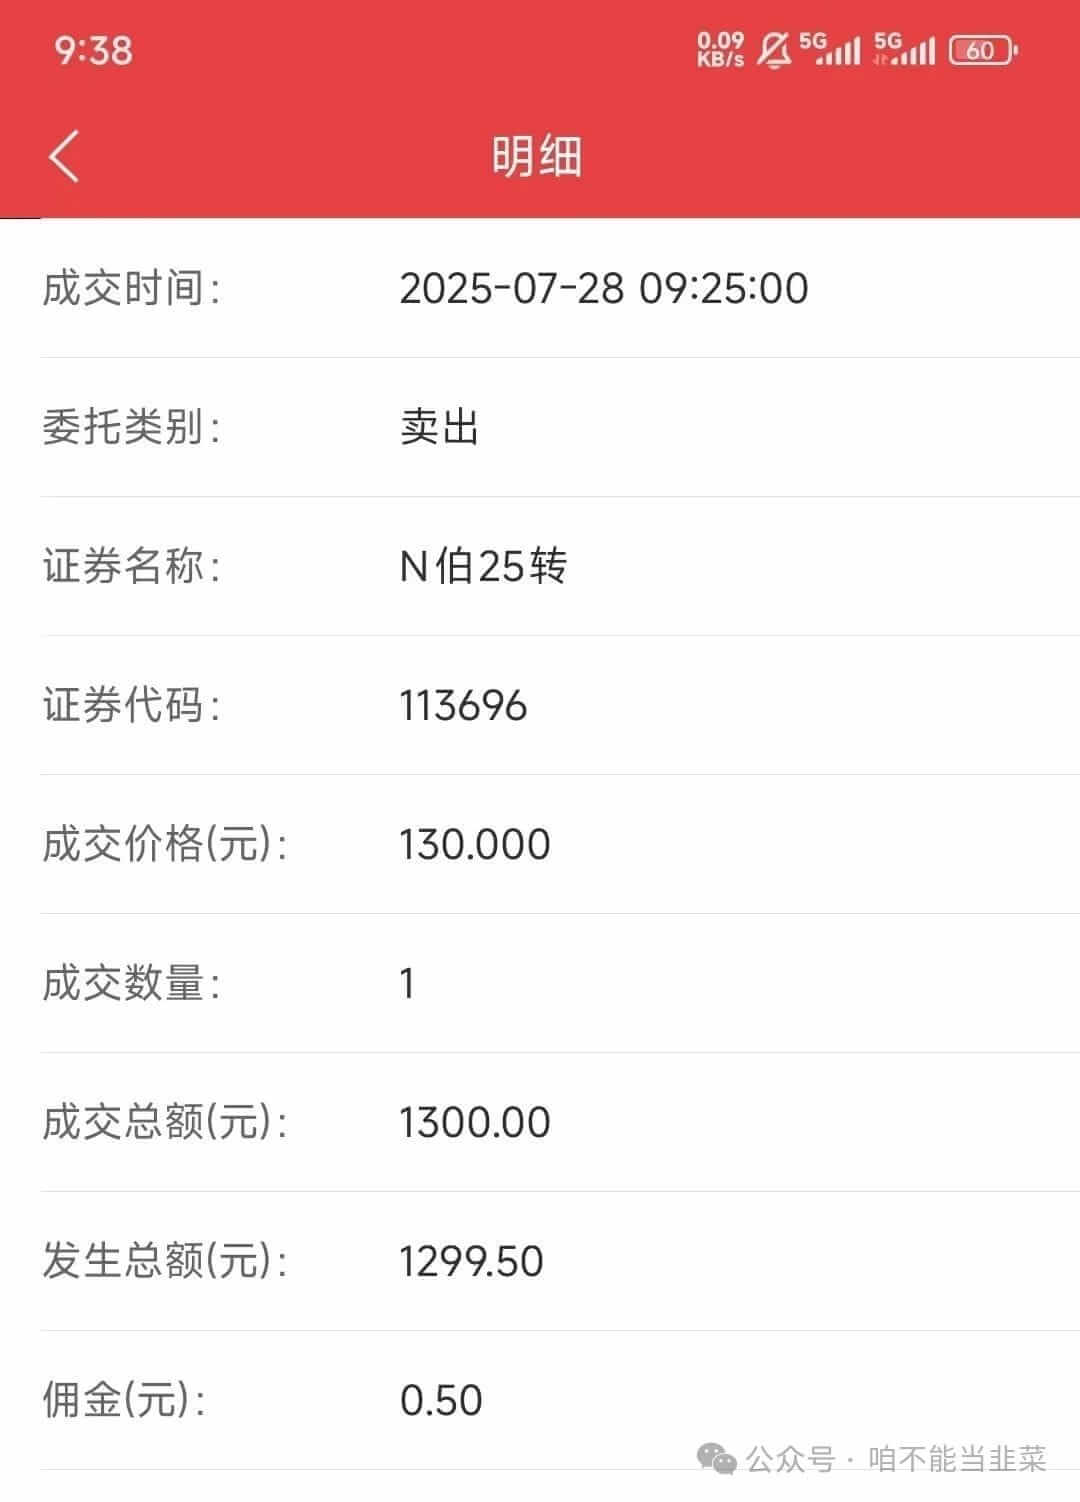 9:38
0.09 KB/s 5G 5G 60
明细
成交时间: 2025-07-28 09:25:00
委托类别: 卖出
证券名称: N伯25转
证券代码: 113696
成交价格(元): 130.000
成交数量: 1
成交总额(元): 1300.00
发生总额(元): 1299.50
佣金(元): 0.50
公众号 · 咱不能当韭菜